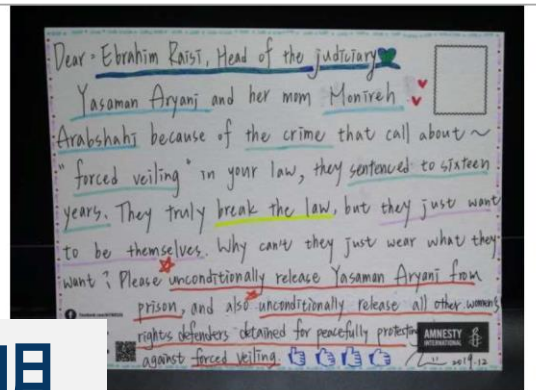 Dear = Ebrahim Raisi, Head of the judiciary
Yasaman Aryani and her mom Monireh
Arabshahi because of the crime that call about ~
"forced veiling" in your law, they sentenced to sixteen
years. They truly break the law, but they just want
to be themselves. Why can't they just wear what they
want? Please unconditionally release Yasaman Aryani from
prison, and also unconditionally release all other women's
rights defenders detained for peacefully protesting
against forced veiling.
AMNESTY
INTERNATIONAL
2019.12